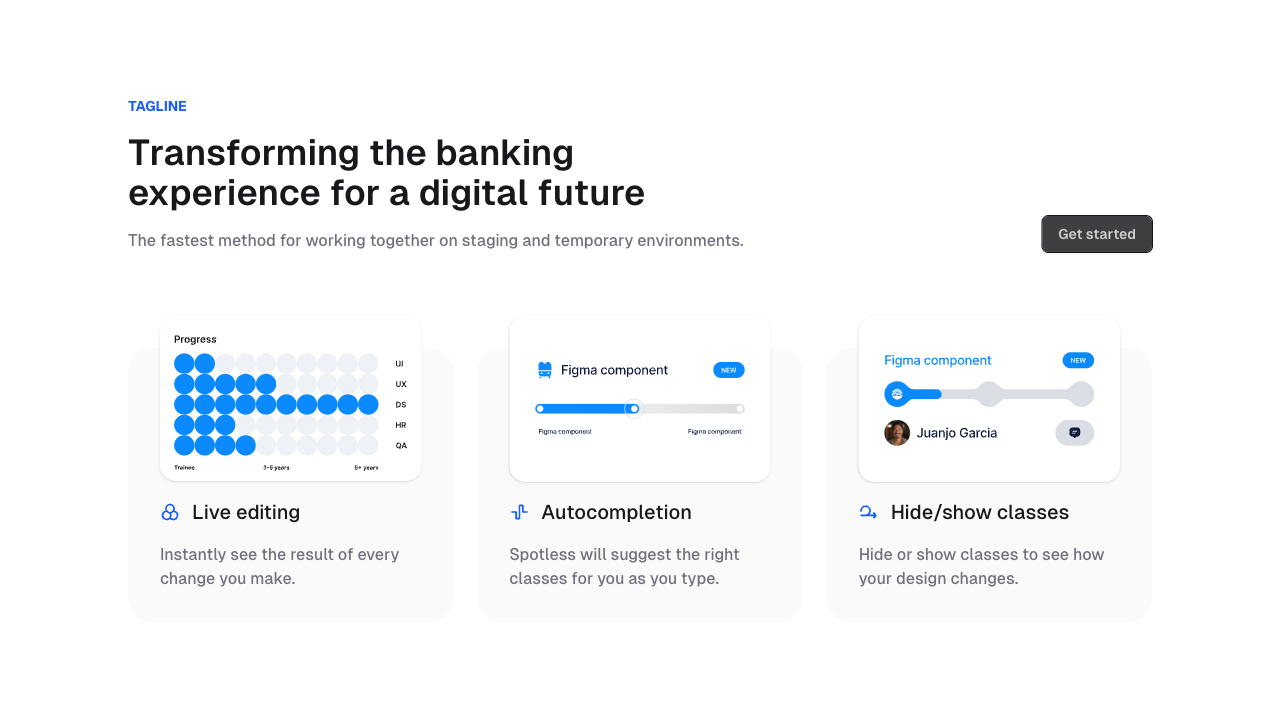 TAGLINE
Transforming the banking
experience for a digital future
The fastest method for working together on staging and temporary environments.
Get started
Progress
UI
UX
DS
HR
QA
Trainee
3-5 years
5+ years
Live editing
Instantly see the result of every
change you make.
Figma component
NEW
Figma component
Figma component
Autocompletion
Spotless will suggest the right
classes for you as you type.
Figma component
NEW
Juanjo Garcia
Hide/show classes
Hide or show classes to see how
your design changes.